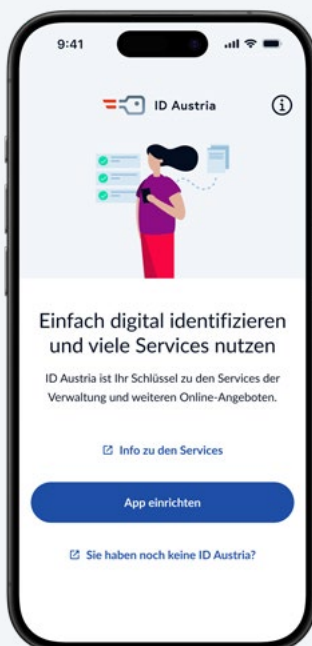 9:41
ID Austria
Einfach digital identifizieren
und viele Services nutzen
ID Austria ist Ihr Schlüssel zu den Services der
Verwaltung und weiteren Online-Angeboten.
Info zu den Services
App einrichten
Sie haben noch keine ID Austria?